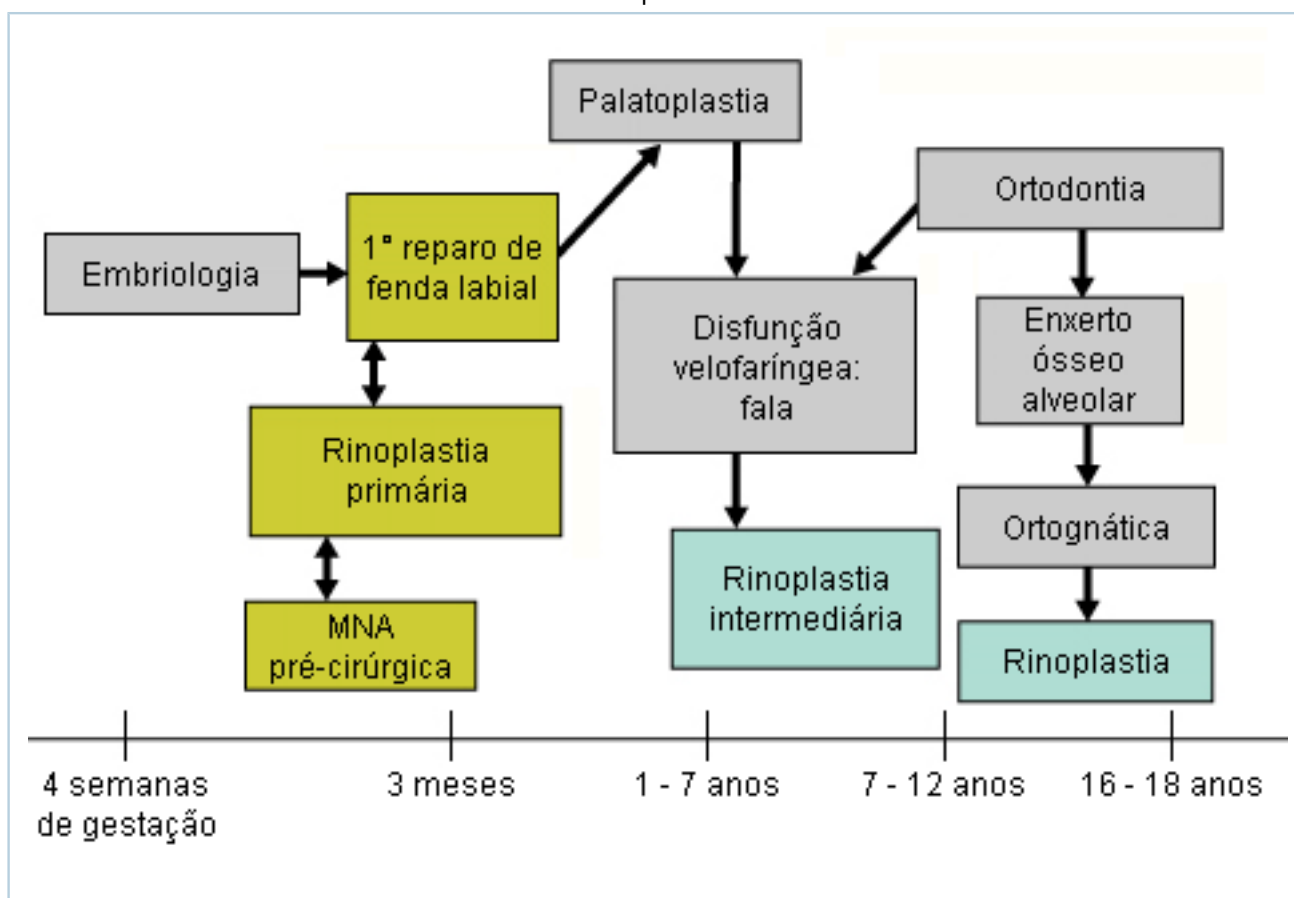 Palatoplastia
Ortodontia
1° reparo de
fenda labial
Embriologia
Disfunção
velofaríngea:
fala
Enxerto
ósseo
alveolar
Rinoplastia
primária
Ortognática
Rinoplastia
intermediária
MNA
pré-cirúrgica
Rinoplastia
4 semanas
de gestação
3 meses
1 - 7 anos
7 - 12 anos
16 - 18 anos